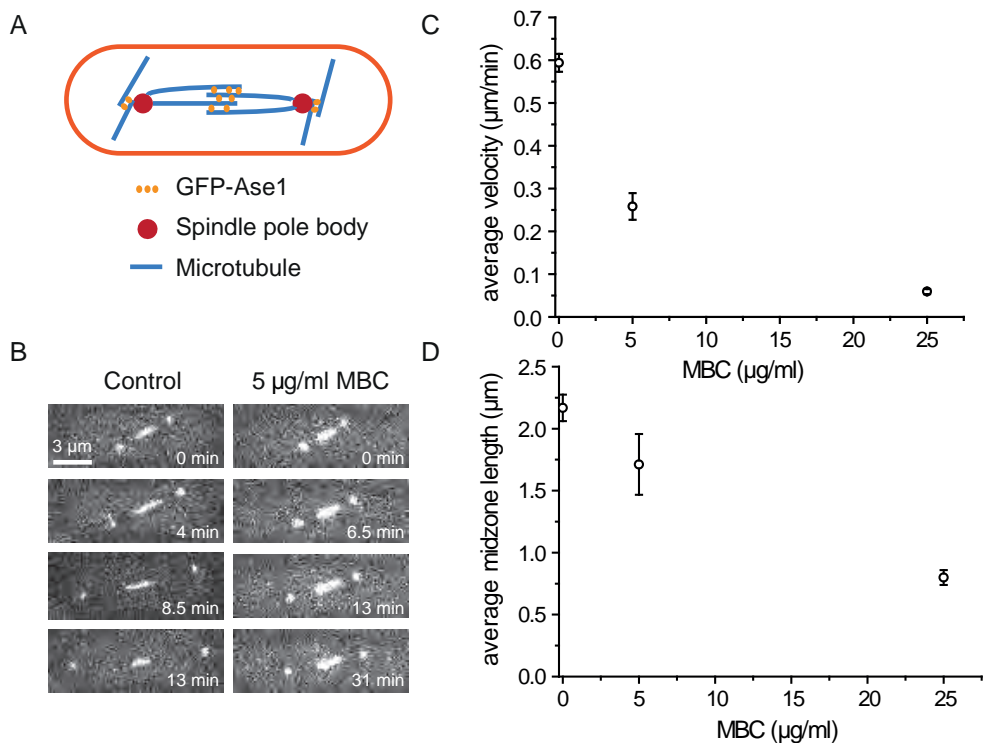 A
GFP-Ase1
Spindle pole body
Microtubule
B
Control
5 µg/ml MBC
3 µm
0 min
0 min
4 min
6.5 min
8.5 min
13 min
13 min
31 min
C
average velocity (µm/min)
0.7
0.6
0.5
0.4
0.3
0.2
0.1
0.0
0 5 10 15 20 25
MBC (µg/ml)
D
average midzone length (µm)
2.5
2.0
1.5
1.0
0.5
0.0
0 5 10 15 20 25
MBC (µg/ml)